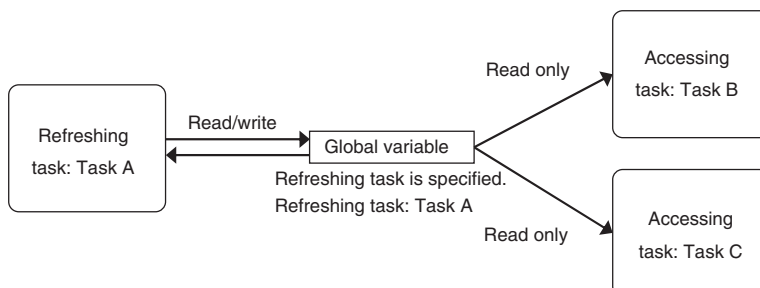 Refreshing
task: Task A
Read/write
Global variable
Refreshing task is specified.
Refreshing task: Task A
Read only
Accessing
task: Task B
Read only
Accessing
task: Task C